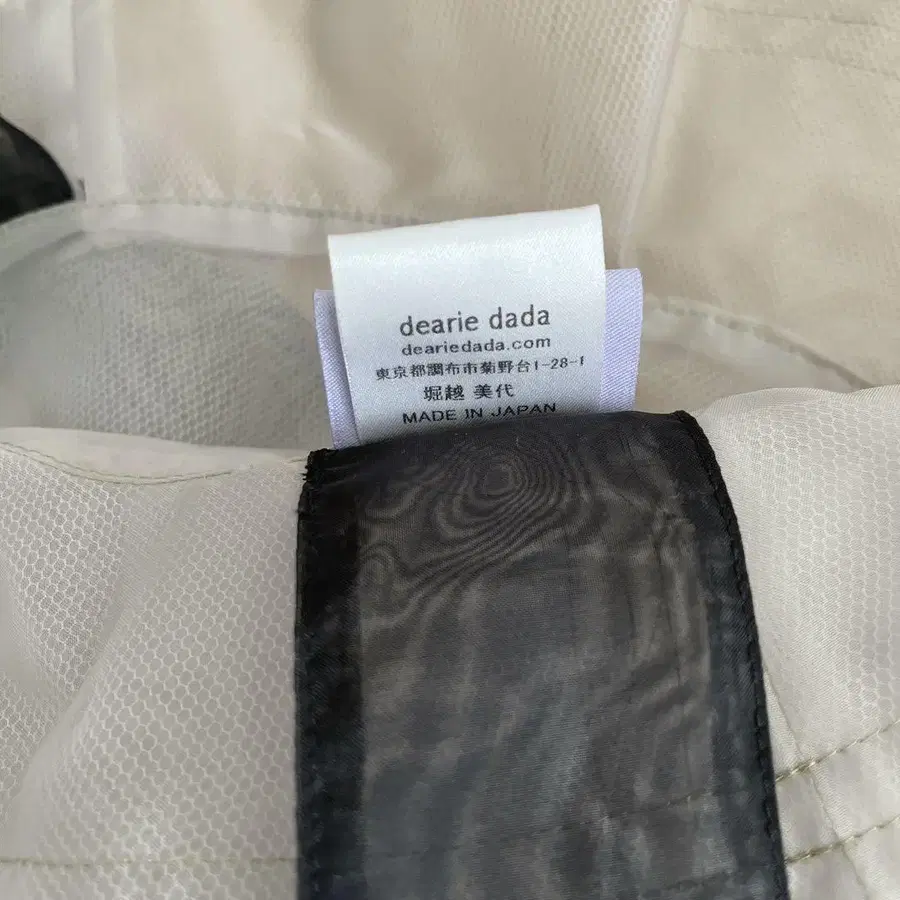 dearie dada
deariedada.com
東京都調布市菊野台1-28-1
堀越 美代
MADE IN JAPAN